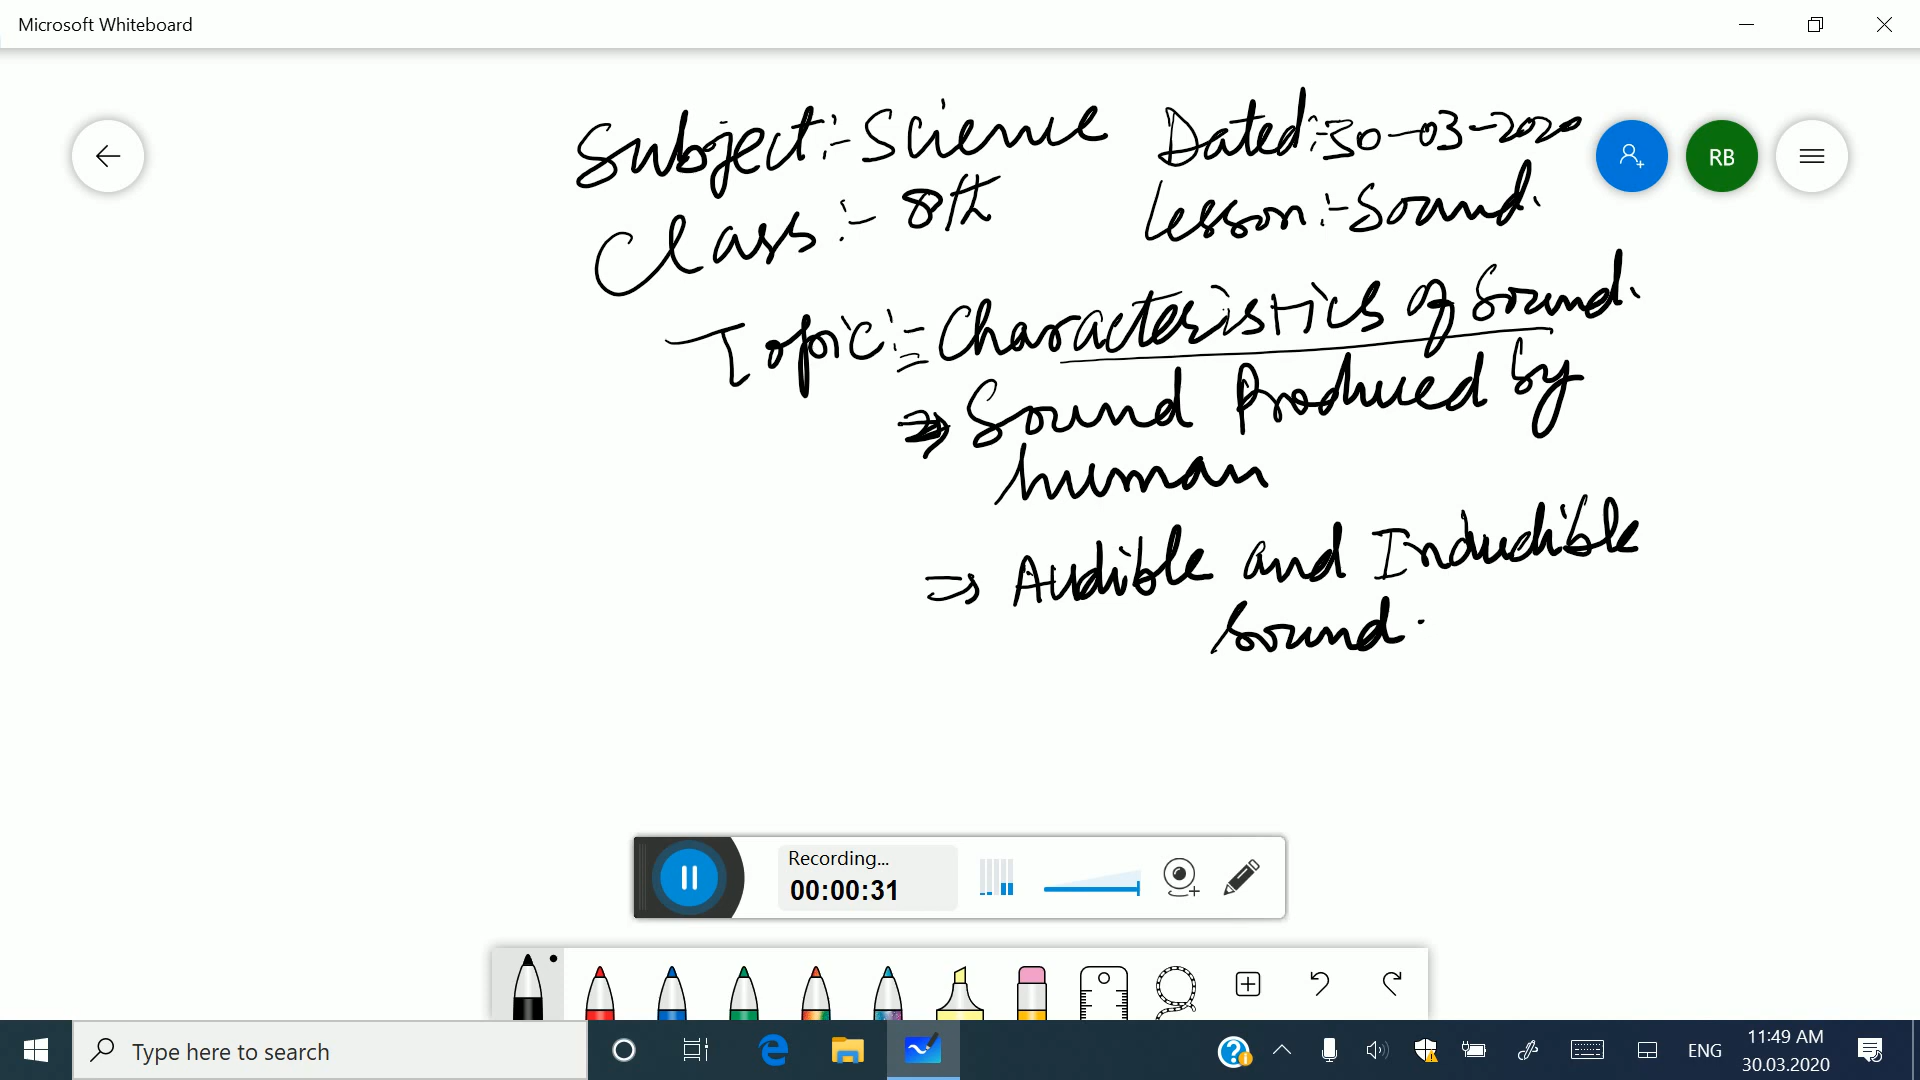 Microsoft Whiteboard
Subject:- Science Dated:- 30-03-2020
RB
Class:- 8th Lesson:- Sound.
Topic:- Characteristics of Sound.
⇒ Sound Produced by
human
⇒ Audible and Inaudible
Sound.
Recording...
00:00:31
Type here to search
ENG
11:49 AM
30.03.2020